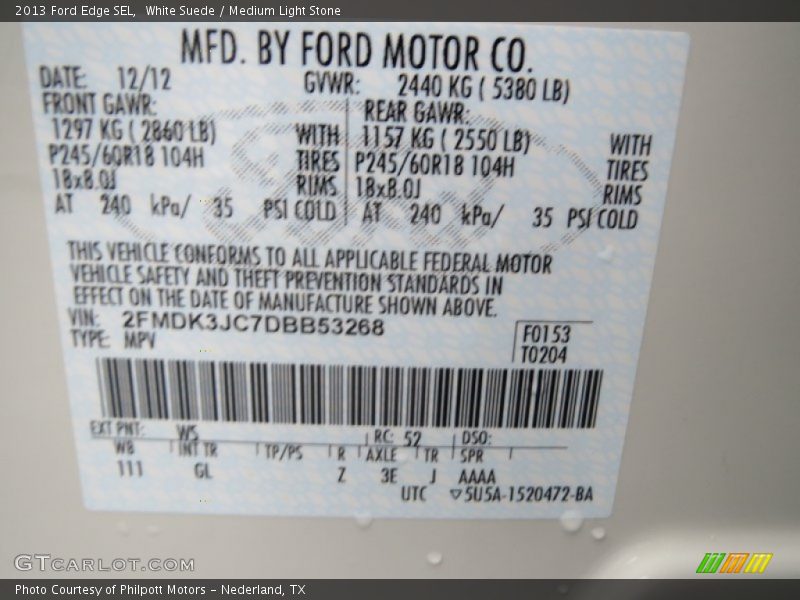 2013 Ford Edge SEL, White Suede / Medium Light Stone
MFD. BY FORD MOTOR CO.
DATE: 12/12 GVWR: 2440 KG ( 5380 LB)
FRONT GAWR: REAR GAWR:
1297 KG ( 2860 LB) WITH 1157 KG ( 2550 LB) WITH
P245/60R18 104H TIRES P245/60R18 104H TIRES
18x8.0J RIMS 18x8.0J RIMS
AT 240 kPa/ 35 PSI COLD AT 240 kPa/ 35 PSI COLD
THIS VEHICLE CONFORMS TO ALL APPLICABLE FEDERAL MOTOR
VEHICLE SAFETY AND THEFT PREVENTION STANDARDS IN
EFFECT ON THE DATE OF MANUFACTURE SHOWN ABOVE.
VIN: 2FMDK3JC7DBB53268 F0153
TYPE: MPV T0204
EXT PNT: WS RC: 52 DSO:
WB INT TR TP/PS R AXLE TR SPR
111 GL Z 3E J AAAA
UTC ▽5U5A-1520472-BA
GTCarLot.com
Photo Courtesy of Philpott Motors - Nederland, TX